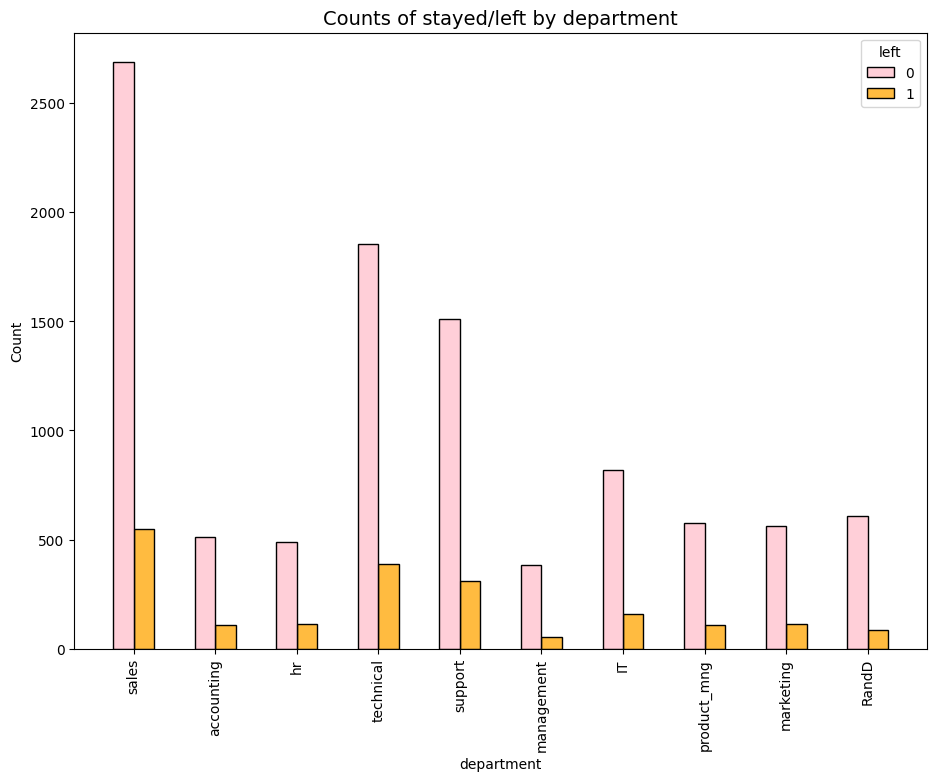 Counts of stayed/left by department
left
0
1
Count
2500
2000
1500
1000
500
0
sales
accounting
hr
technical
support
management
IT
product_mng
marketing
RandD
department